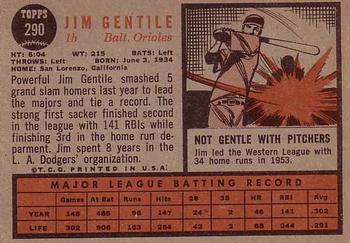 TOPPS
290
JIM GENTILE
1b Balt. Orioles
HT: 6:04 WT: 215 BATS: Left
THROWS: Left BORN: June 3, 1934
HOME: San Lorenzo, California
Powerful Jim Gentile smashed 5
grand slam homers last year to lead
the majors and tie a record. The
strong first sacker finished second
in the league with 141 RBIs while
finishing 3rd in the home run depart-
ment. Jim spent 8 years in the
L. A. Dodgers' organization.
©T.C.G. PRINTED IN U.S.A.
NOT GENTLE WITH PITCHERS
Jim led the Western League with
34 home runs in 1953.
MAJOR LEAGUE BATTING RECORD
Games At Bat Runs Hits 2B 3B HR RBI Avg.
YEAR 148 486 96 147 24 2 46 141 .302
LIFE 302 906 163 264 42 2 68 244 .291